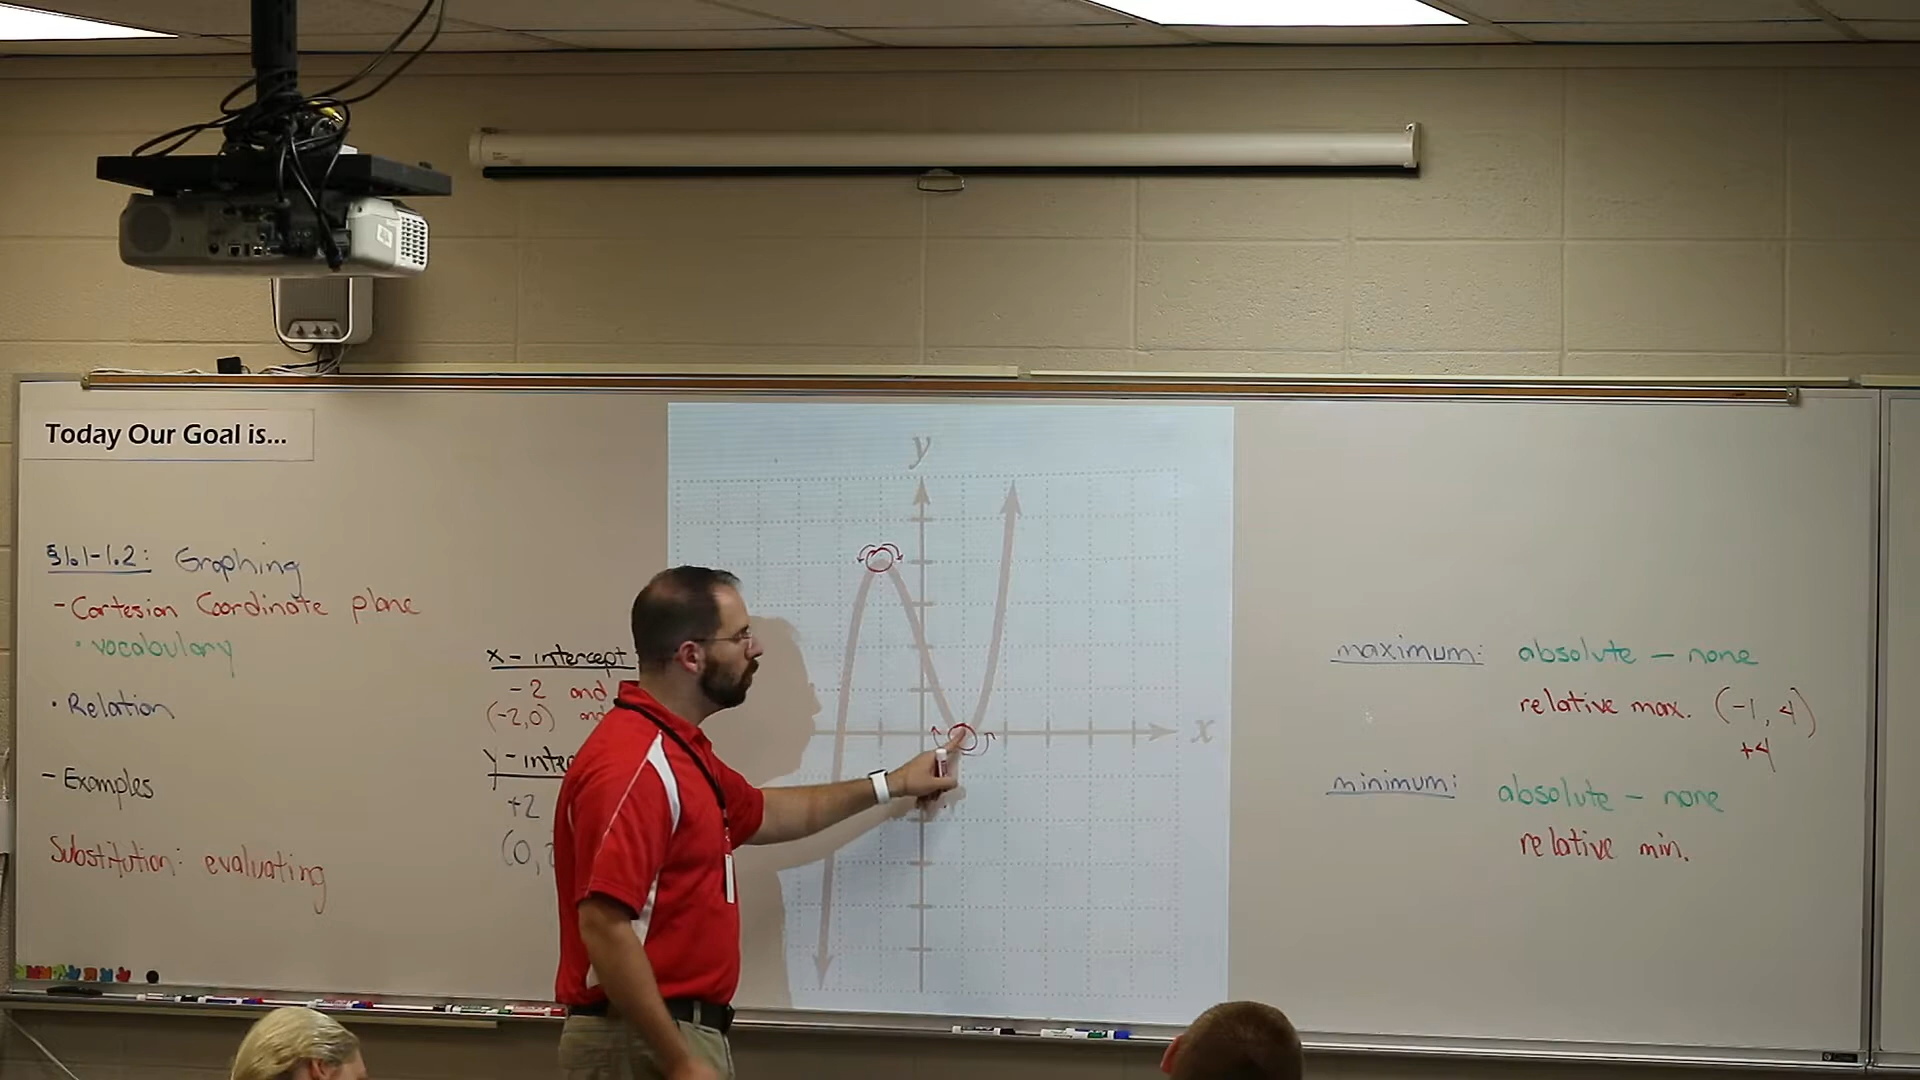 Today Our Goal is...
§1.1-1.2: Graphing
- Cartesian Coordinate plane
• vocabulary
• Relation
- Examples
Substitution: evaluating
x - intercept
-2 and
(-2,0) and
y - inte
+2
(0,
y
x
maximum: absolute - none
relative max. (-1, 4)
+4
minimum: absolute - none
relative min.